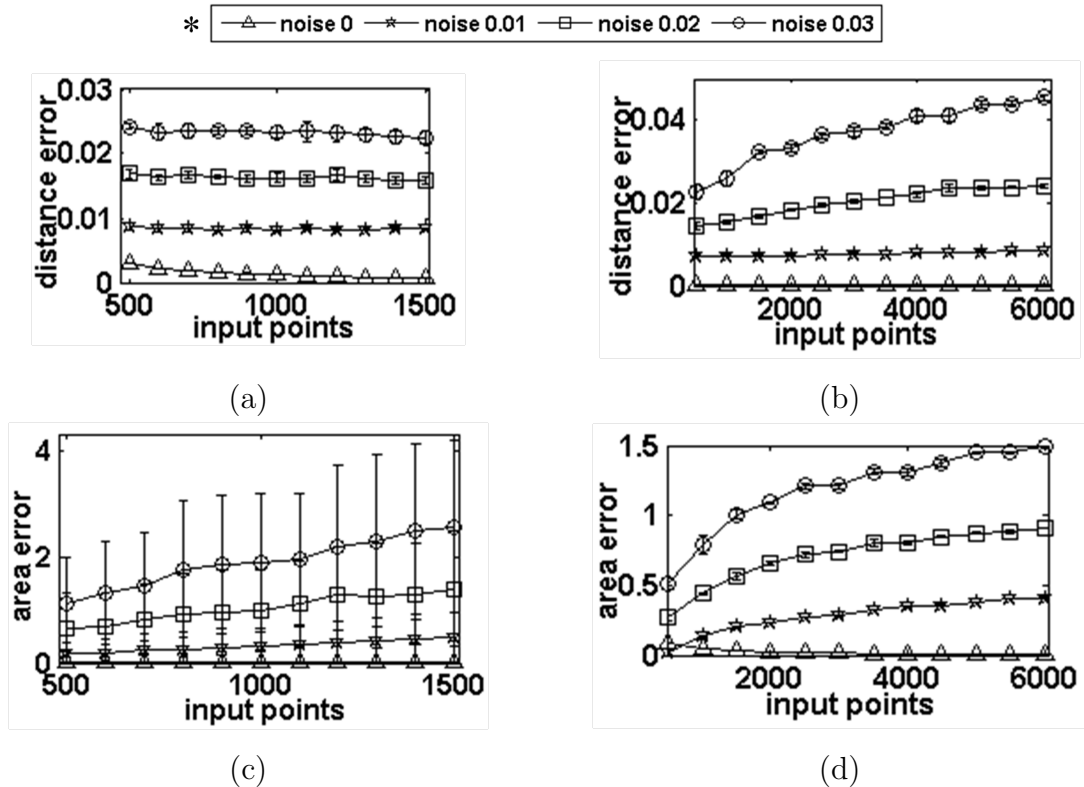 * noise 0 noise 0.01 noise 0.02 noise 0.03
0.03
0.02
0.01
0
distance error
500 1000 1500
input points
(a)
0.04
0.02
0
distance error
2000 4000 6000
input points
(b)
4
2
0
area error
500 1000 1500
input points
(c)
1.5
1
0.5
0
area error
2000 4000 6000
input points
(d)